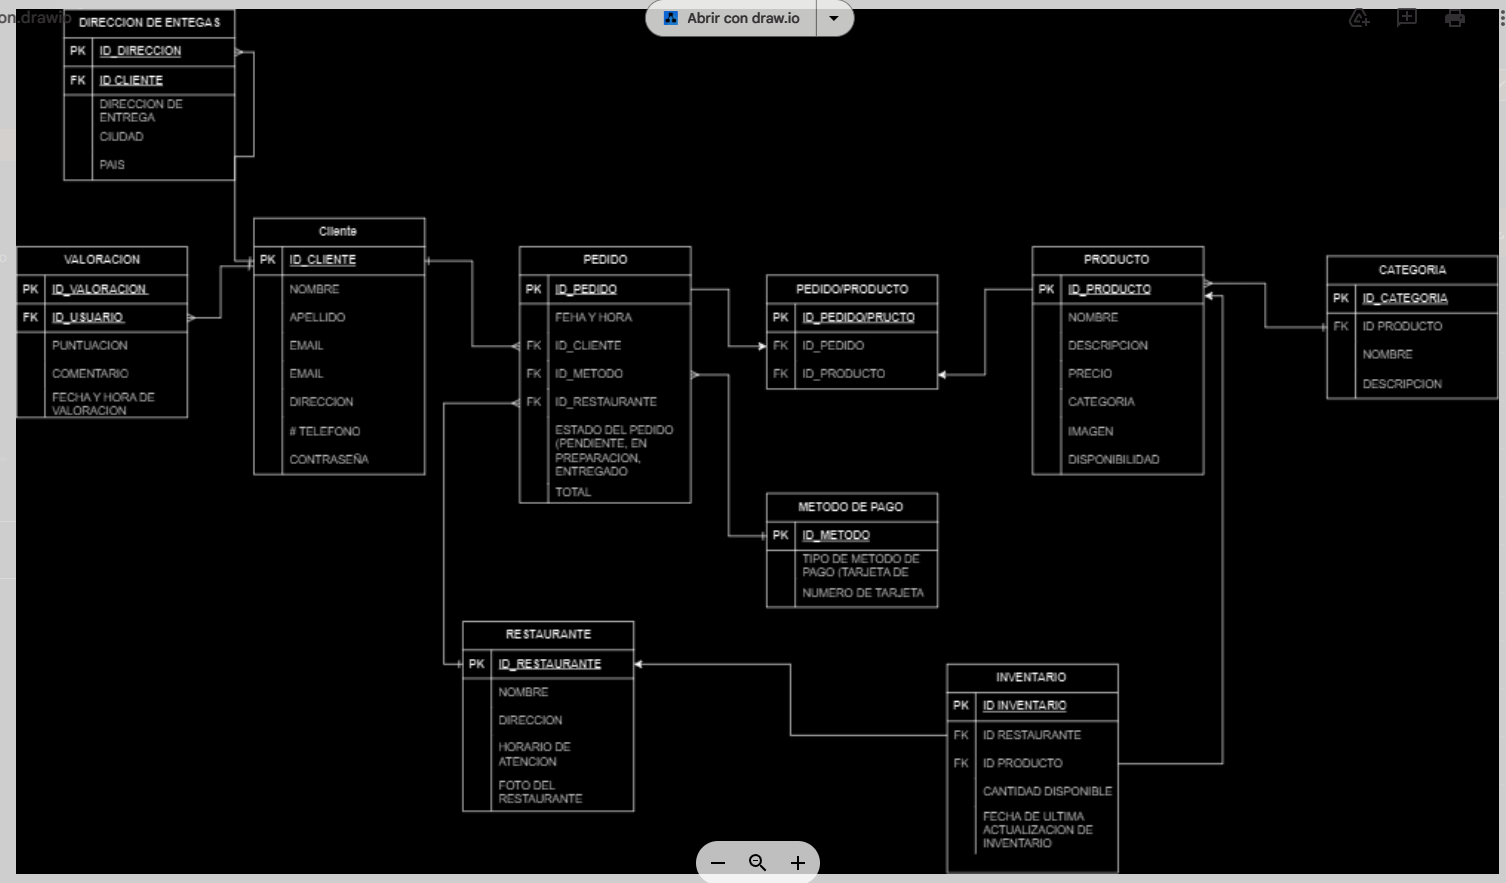 on.drawio
Abrir con draw.io
DIRECCION DE ENTEGAS
PK ID_DIRECCION
FK ID CLIENTE
DIRECCION DE
ENTREGA
CIUDAD
PAIS
VALORACION
PK ID_VALORACION
FK ID_USUARIO
PUNTUACION
COMENTARIO
FECHA Y HORA DE
VALORACION
Cliente
PK ID_CLIENTE
NOMBRE
APELLIDO
EMAIL
EMAIL
DIRECCION
# TELEFONO
CONTRASEÑA
PEDIDO
PK ID_PEDIDO
FEHA Y HORA
FK ID_CLIENTE
FK ID_METODO
FK ID_RESTAURANTE
ESTADO DEL PEDIDO
(PENDIENTE, EN
PREPARACION,
ENTREGADO
TOTAL
PEDIDO/PRODUCTO
PK ID_PEDIDO/PRUCTO
FK ID_PEDIDO
FK ID_PRODUCTO
PRODUCTO
PK ID_PRODUCTO
NOMBRE
DESCRIPCION
PRECIO
CATEGORIA
IMAGEN
DISPONIBILIDAD
CATEGORIA
PK ID_CATEGORIA
FK ID PRODUCTO
NOMBRE
DESCRIPCION
METODO DE PAGO
PK ID_METODO
TIPO DE METODO DE
PAGO (TARJETA DE
NUMERO DE TARJETA
RESTAURANTE
PK ID_RESTAURANTE
NOMBRE
DIRECCION
HORARIO DE
ATENCION
FOTO DEL
RESTAURANTE
INVENTARIO
PK ID INVENTARIO
FK ID RESTAURANTE
FK ID PRODUCTO
CANTIDAD DISPONIBLE
FECHA DE ULTIMA
ACTUALIZACION DE
INVENTARIO